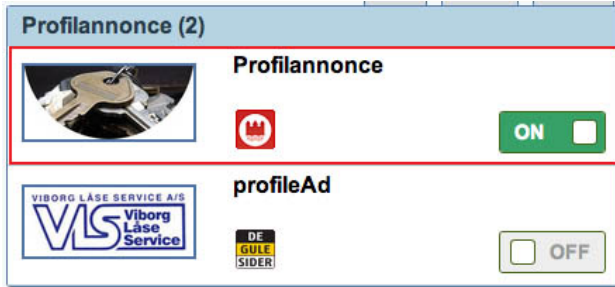 Profilannonce (2)
Profilannonce
ON
profileAd
VIBORG LÅSE SERVICE A/S
VLS Viborg
Låse
Service
DE
GULE
SIDER
OFF